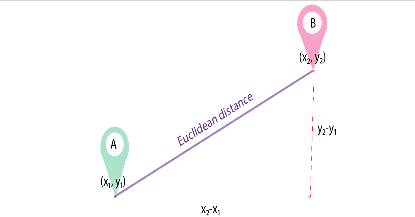 B
(x₂, y₂)
Euclidean distance
A
y₂-y₁
(x₁, y₁)
x₂-x₁